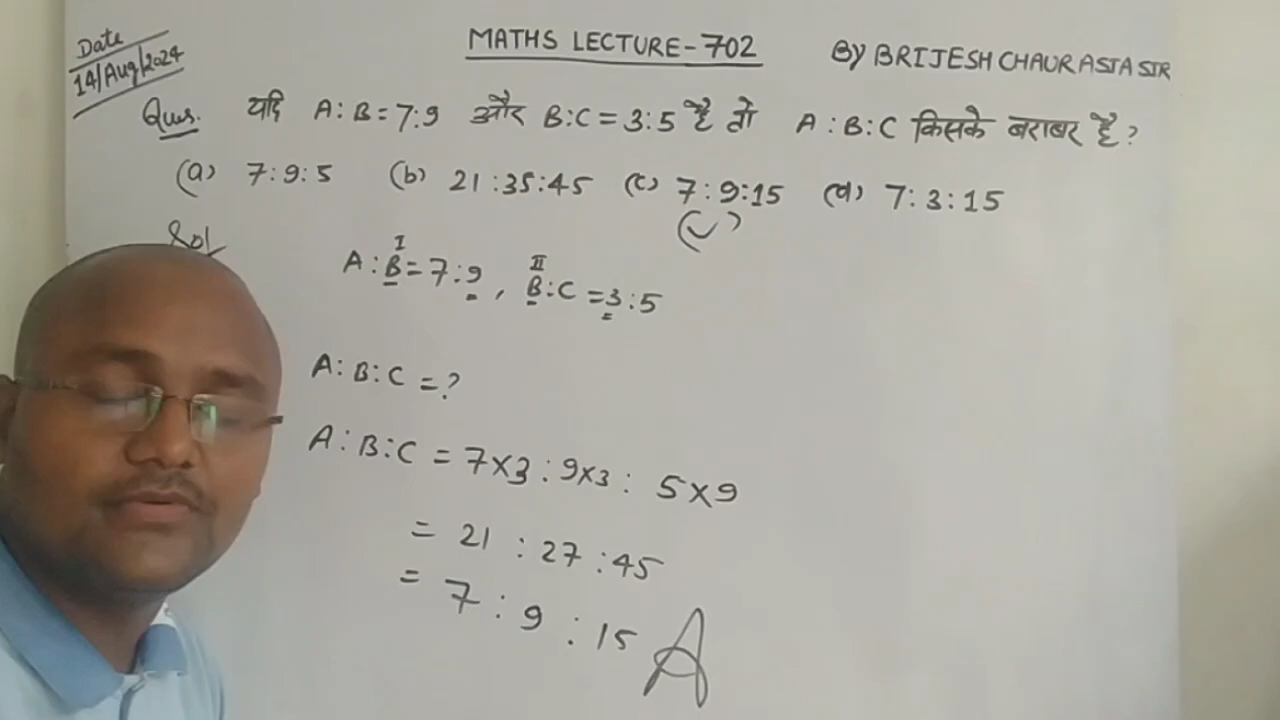 Date
14/Aug/2024
MATHS LECTURE-702
By BRIJESH CHAURASIA SIR
Ques. यदि A:B=7:9 और B:C=3:5 है तो A:B:C किसके बराबर है?
(a) 7:9:5 (b) 21:35:45 (c) 7:9:15 (d) 7:3:15
(✓)
Sol
I II
A:B=7:9, B:C=3:5
A:B:C=?
A:B:C = 7×3:9×3: 5×9
= 21:27:45
= 7:9:15 A